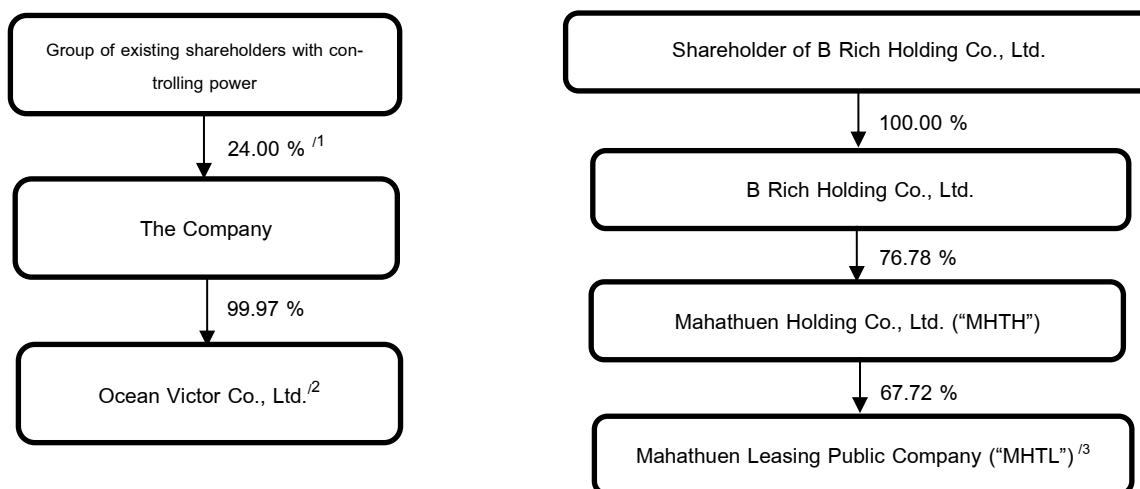 Group of existing shareholders with con-
trolling power
24.00 % /1
The Company
99.97 %
Ocean Victor Co., Ltd./2
Shareholder of B Rich Holding Co., Ltd.
100.00 %
B Rich Holding Co., Ltd.
76.78 %
Mahathuen Holding Co., Ltd. (“MHTH”)
67.72 %
Mahathuen Leasing Public Company (“MHTL”) /3